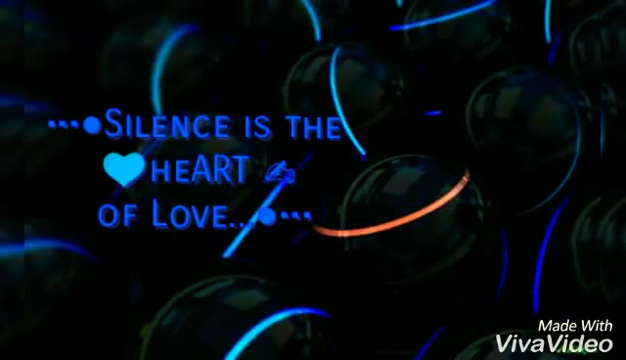 ···●Silence is the
💙heART ✍
of Love...●···
Made With
VivaVideo